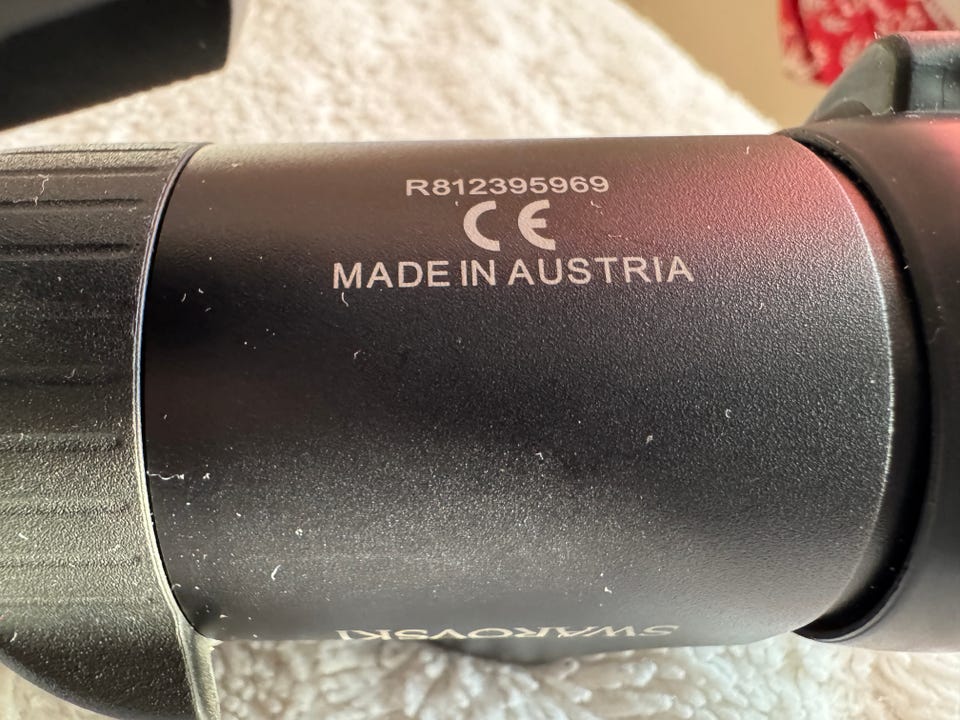 R812395969
CE
MADE IN AUSTRIA
SWAROVSKI